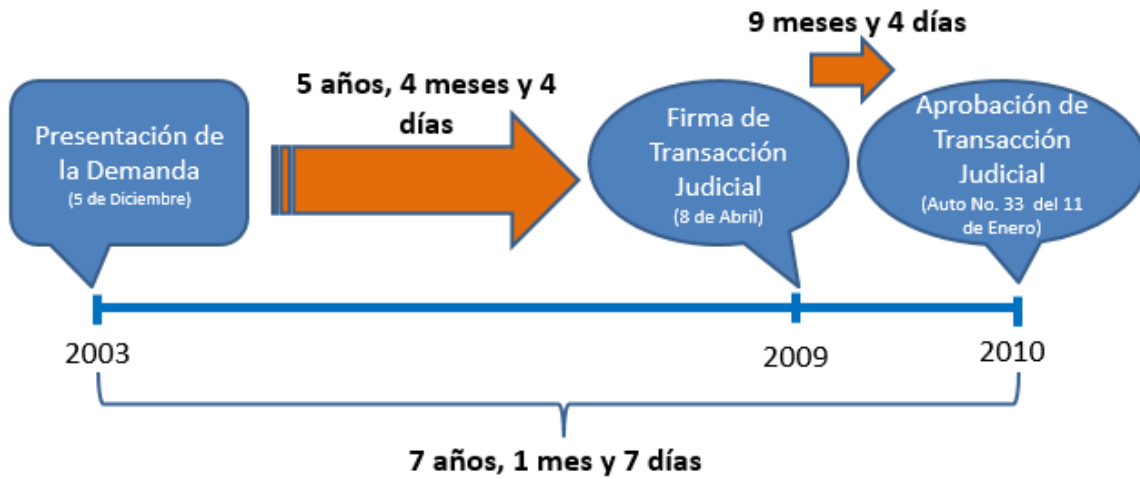 9 meses y 4 días
5 años, 4 meses y 4
días
Presentación de
la Demanda
(5 de Diciembre)
Firma de
Transacción
Judicial
(8 de Abril)
Aprobación de
Transacción
Judicial
(Auto No. 33 del 11
de Enero)
2003
2009
2010
7 años, 1 mes y 7 días